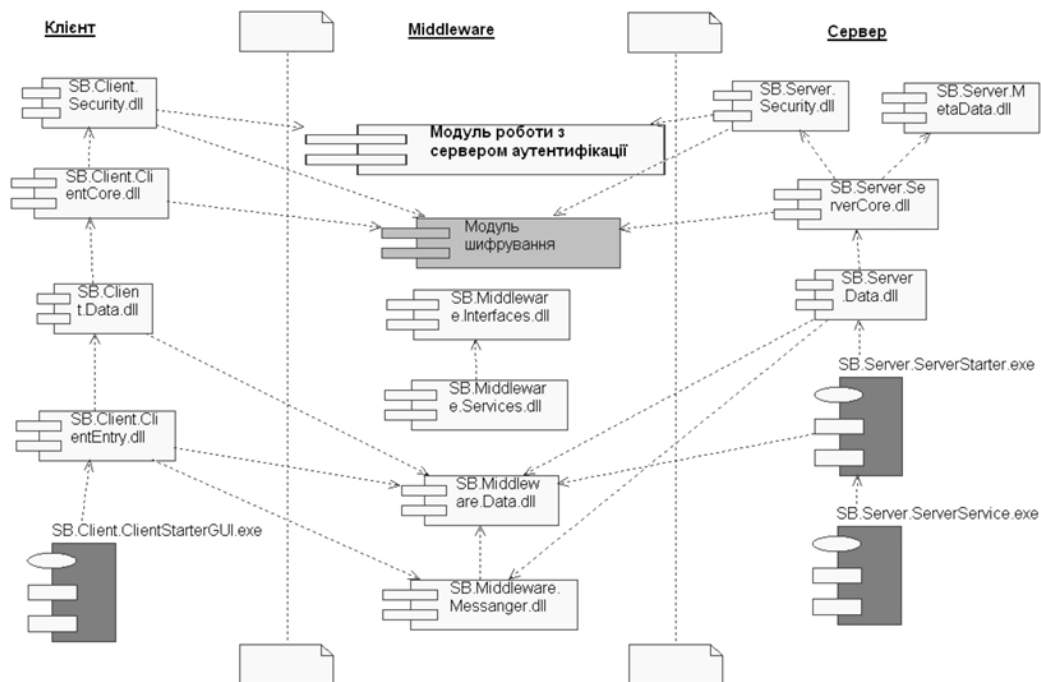 Клієнт
Middleware
Сервер
SB.Client.
Security.dll
SB.Server.
Security.dll
SB.Server.M
etaData.dll
Модуль роботи з
сервером аутентифікації
SB.Client.Cli
entCore.dll
SB.Server.Se
rverCore.dll
Модуль
шифрування
SB.Clien
t.Data.dll
SB.Middlewar
e.Interfaces.dll
SB.Server
.Data.dll
SB.Middlewar
e.Services.dll
SB.Server.ServerStarter.exe
SB.Client.Cli
entEntry.dll
SB.Middlew
are.Data.dll
SB.Server.ServerService.exe
SB.Client.ClientStarterGUI.exe
SB.Middleware.
Messanger.dll